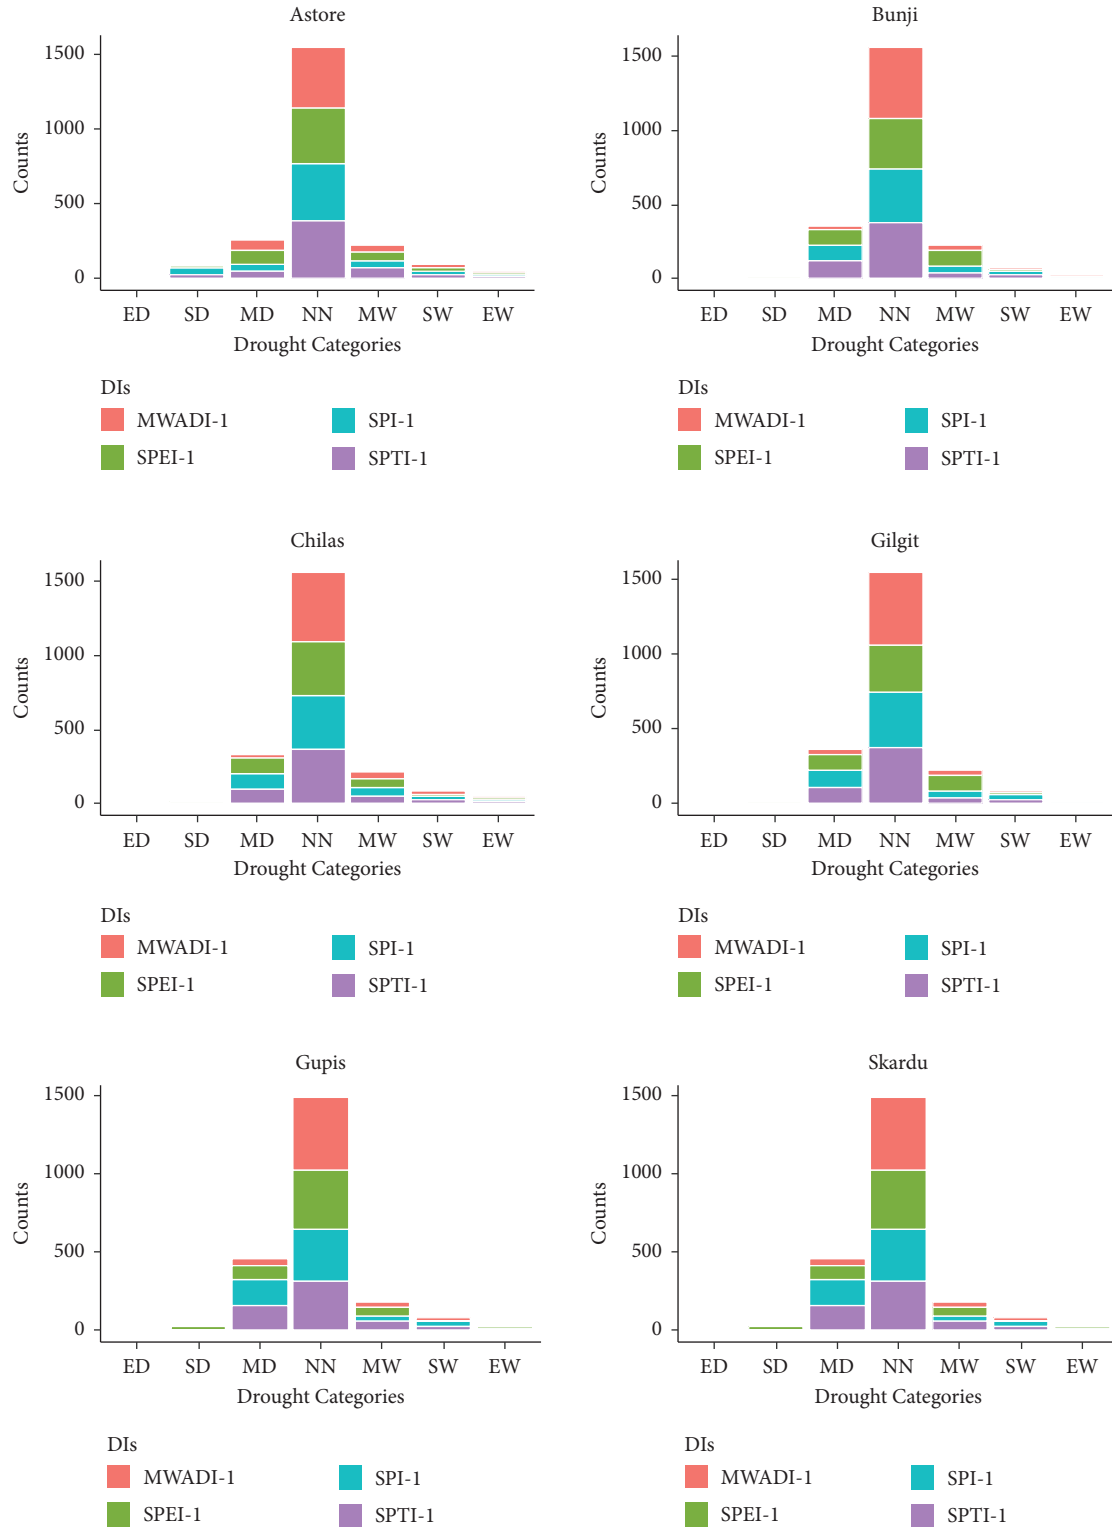 Astore
1500
1000
500
0
Counts
ED SD MD NN MW SW EW
Drought Categories
DIs
MWADI-1 SPI-1
SPEI-1 SPTI-1
Bunji
1500
1000
500
0
Counts
ED SD MD NN MW SW EW
Drought Categories
DIs
MWADI-1 SPI-1
SPEI-1 SPTI-1
Chilas
1500
1000
500
0
Counts
ED SD MD NN MW SW EW
Drought Categories
DIs
MWADI-1 SPI-1
SPEI-1 SPTI-1
Gilgit
1500
1000
500
0
Counts
ED SD MD NN MW SW EW
Drought Categories
DIs
MWADI-1 SPI-1
SPEI-1 SPTI-1
Gupis
1500
1000
500
0
Counts
ED SD MD NN MW SW EW
Drought Categories
DIs
MWADI-1 SPI-1
SPEI-1 SPTI-1
Skardu
1500
1000
500
0
Counts
ED SD MD NN MW SW EW
Drought Categories
DIs
MWADI-1 SPI-1
SPEI-1 SPTI-1